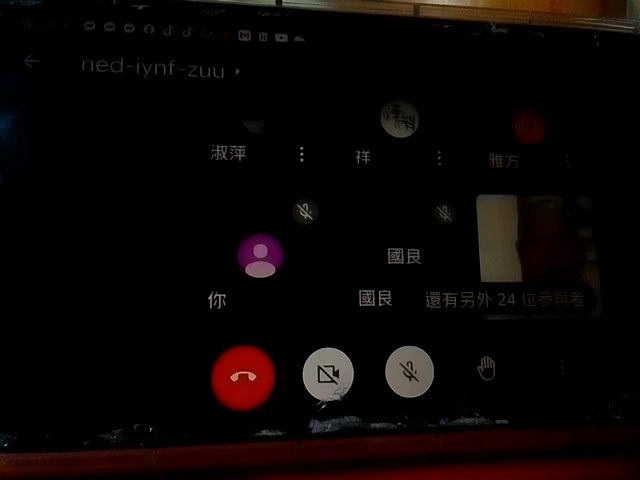 ned-iynf-zuu
淑萍
祥
雅方
國良
你
國良
還有另外 24 位參與者